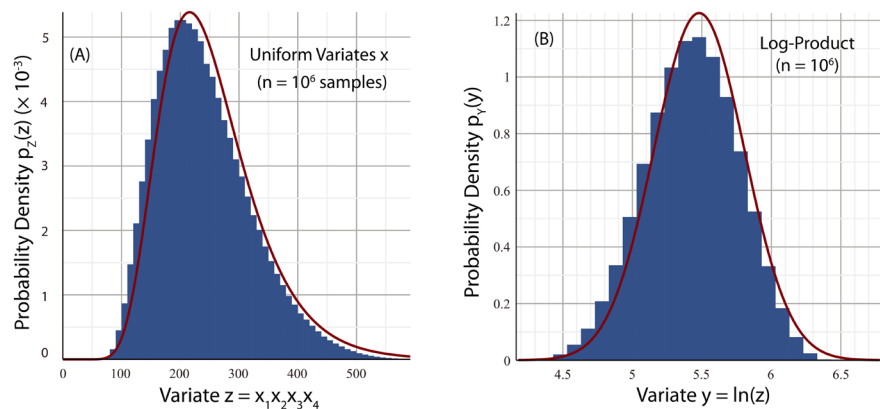 (A)
Uniform Variates x
(n = 10⁶ samples)
Probability Density p_Z(z) (× 10⁻³)
5
4
3
2
1
0
0
100
200
300
400
500
Variate z = x₁x₂x₃x₄
(B)
Log-Product
(n = 10⁶)
Probability Density p_Y(y)
1.2
1
0.8
0.6
0.4
0.2
0
4.5
5
5.5
6
6.5
Variate y = ln(z)